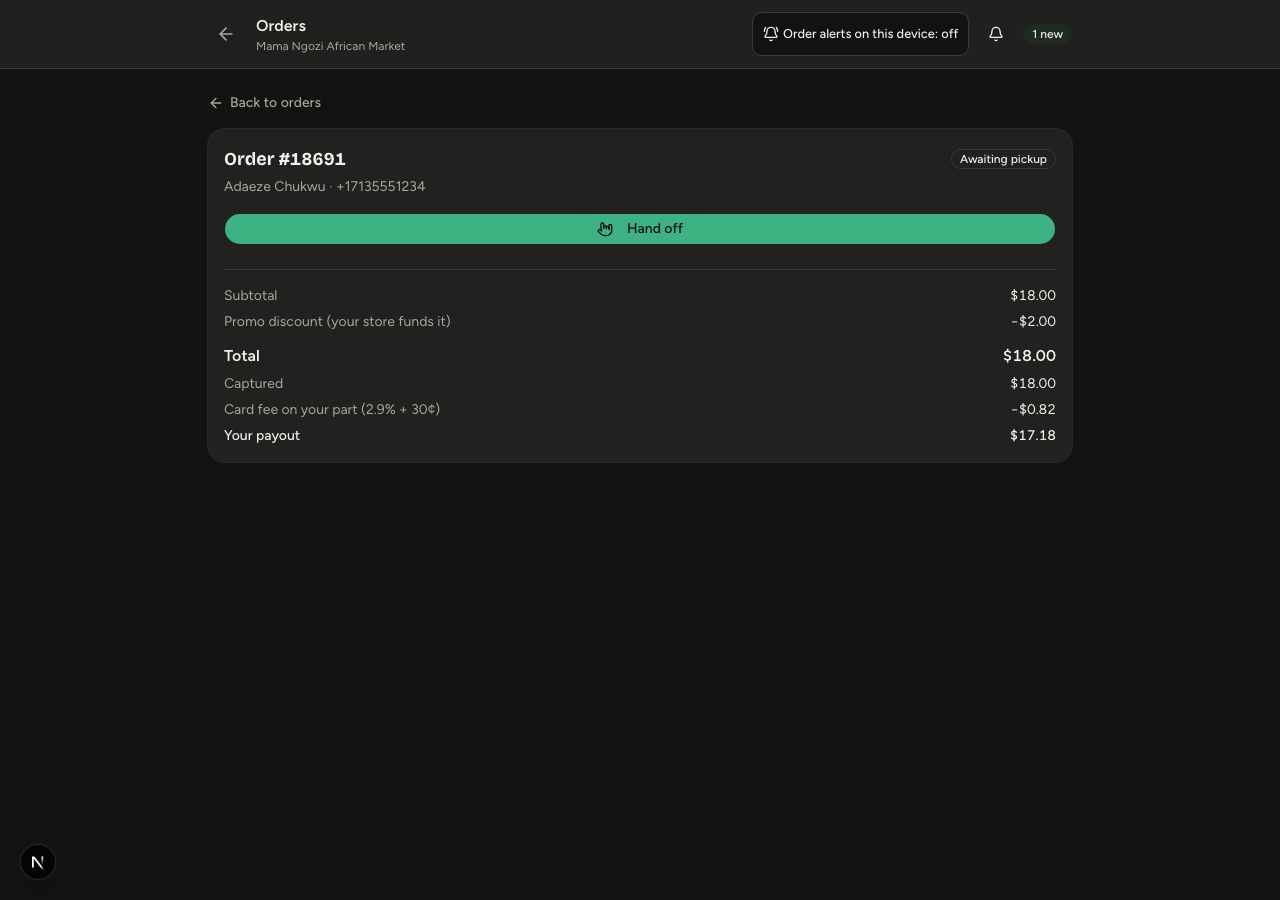 Orders
Mama Ngozi African Market
Order alerts on this device: off
1 new
Back to orders
Order #18691
Awaiting pickup
Adaeze Chukwu · +17135551234
Hand off
Subtotal $18.00
Promo discount (your store funds it) −$2.00
Total $18.00
Captured $18.00
Card fee on your part (2.9% + 30¢) −$0.82
Your payout $17.18
N